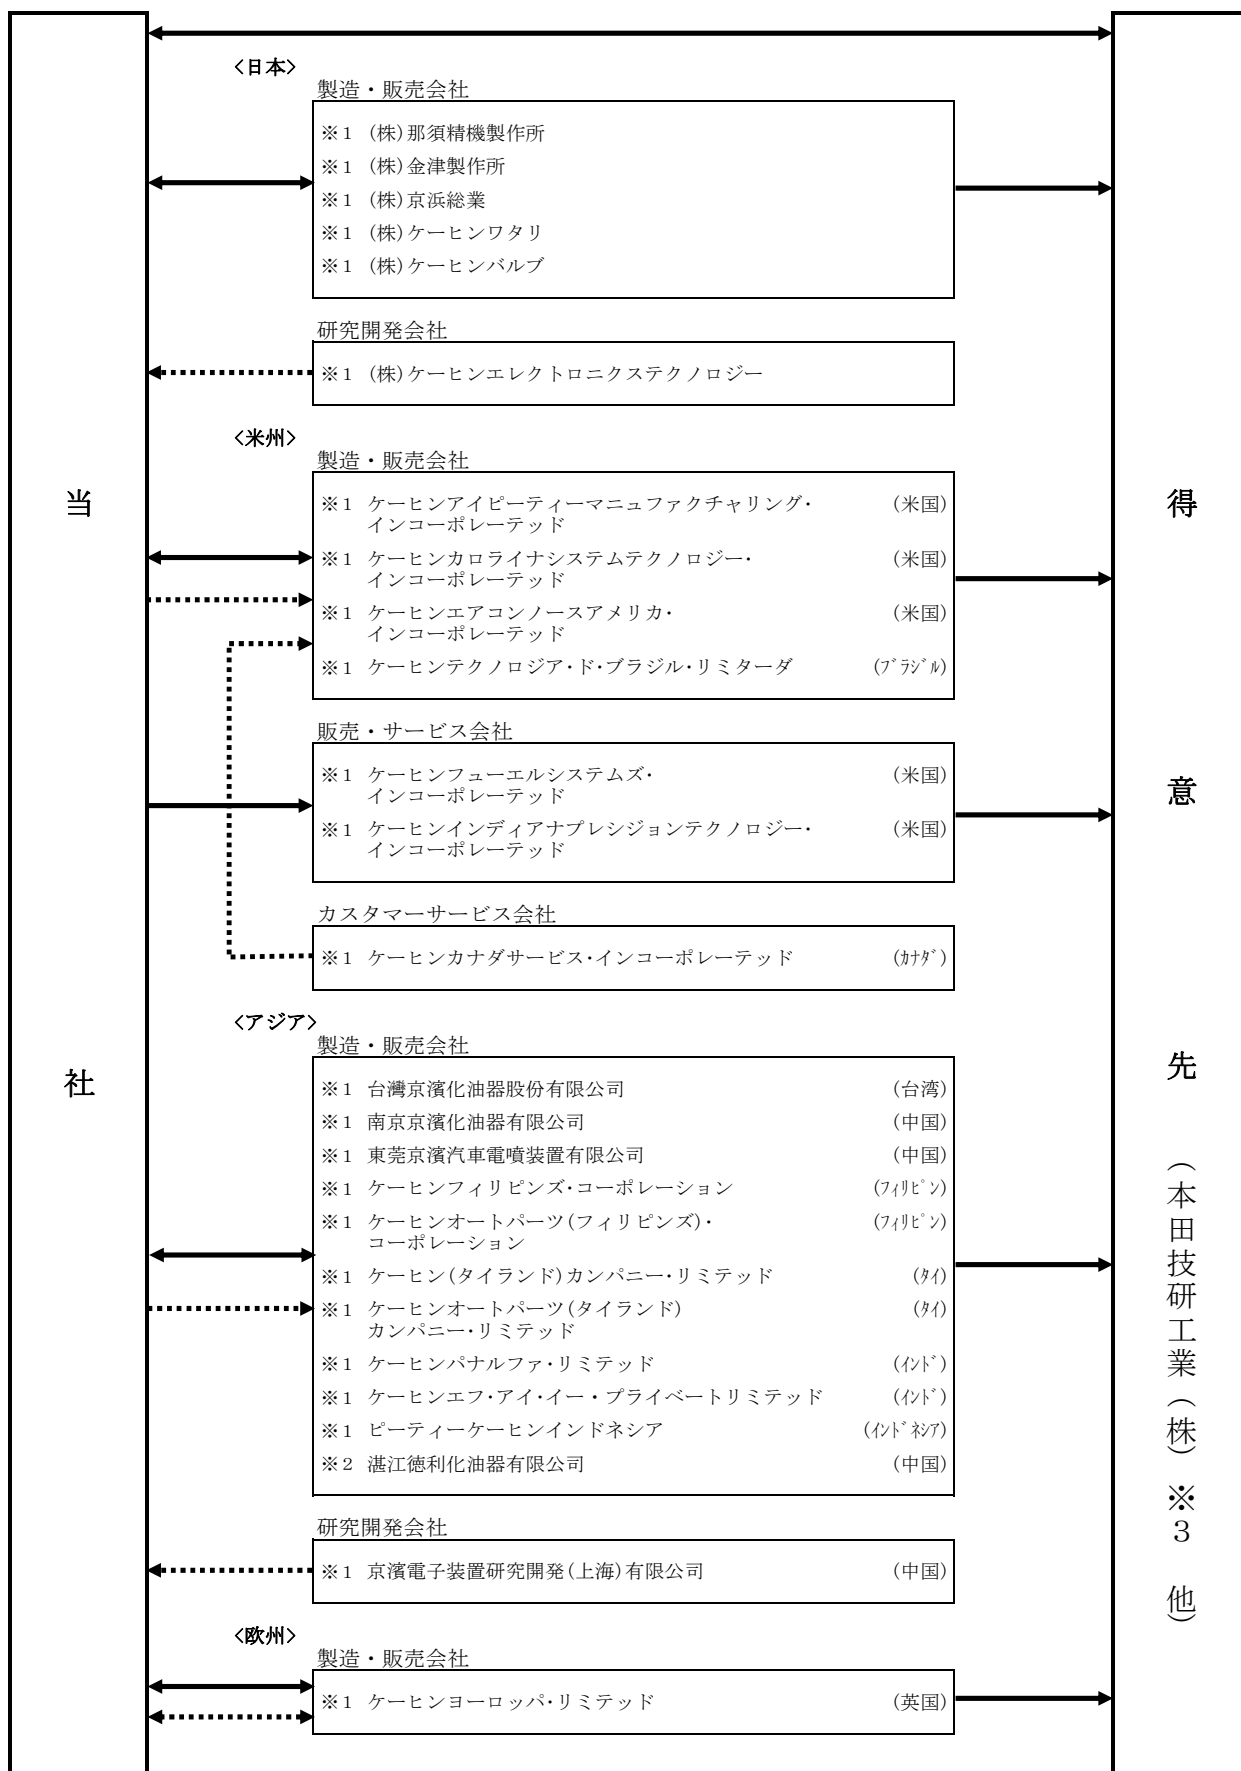 <日本>
製造・販売会社
※1 (株)那須精機製作所
※1 (株)金津製作所
※1 (株)京浜総業
※1 (株)ケーヒンワタリ
※1 (株)ケーヒンバルブ
研究開発会社
※1 (株)ケーヒンエレクトロニクステクノロジー
<米州>
製造・販売会社
※1 ケーヒンアイピーティーマニュファクチャリング・ (米国)
インコーポレーテッド
※1 ケーヒンカロライナシステムテクノロジー・ (米国)
インコーポレーテッド
※1 ケーヒンエアコンノースアメリカ・ (米国)
インコーポレーテッド
※1 ケーヒンテクノロジア・ド・ブラジル・リミターダ (ﾌﾞﾗｼﾞﾙ)
販売・サービス会社
※1 ケーヒンフューエルシステムズ・ (米国)
インコーポレーテッド
※1 ケーヒンインディアナプレシジョンテクノロジー・ (米国)
インコーポレーテッド
カスタマーサービス会社
※1 ケーヒンカナダサービス・インコーポレーテッド (ｶﾅﾀﾞ)
<アジア>
製造・販売会社
※1 台灣京濱化油器股份有限公司 (台湾)
※1 南京京濱化油器有限公司 (中国)
※1 東莞京濱汽車電噴装置有限公司 (中国)
※1 ケーヒンフィリピンズ・コーポレーション (ﾌｨﾘﾋﾟﾝ)
※1 ケーヒンオートパーツ(フィリピンズ)・ (ﾌｨﾘﾋﾟﾝ)
コーポレーション
※1 ケーヒン(タイランド)カンパニー・リミテッド (ﾀｲ)
※1 ケーヒンオートパーツ(タイランド) (ﾀｲ)
カンパニー・リミテッド
※1 ケーヒンパナルファ・リミテッド (ｲﾝﾄﾞ)
※1 ケーヒンエフ・アイ・イー・プライベートリミテッド (ｲﾝﾄﾞ)
※1 ピーティーケーヒンインドネシア (ｲﾝﾄﾞﾈｼｱ)
※2 湛江徳利化油器有限公司 (中国)
研究開発会社
※1 京濱電子装置研究開発(上海)有限公司 (中国)
<欧州>
製造・販売会社
※1 ケーヒンヨーロッパ・リミテッド (英国)
当社
得意先(本田技研工業(株)※3 他)